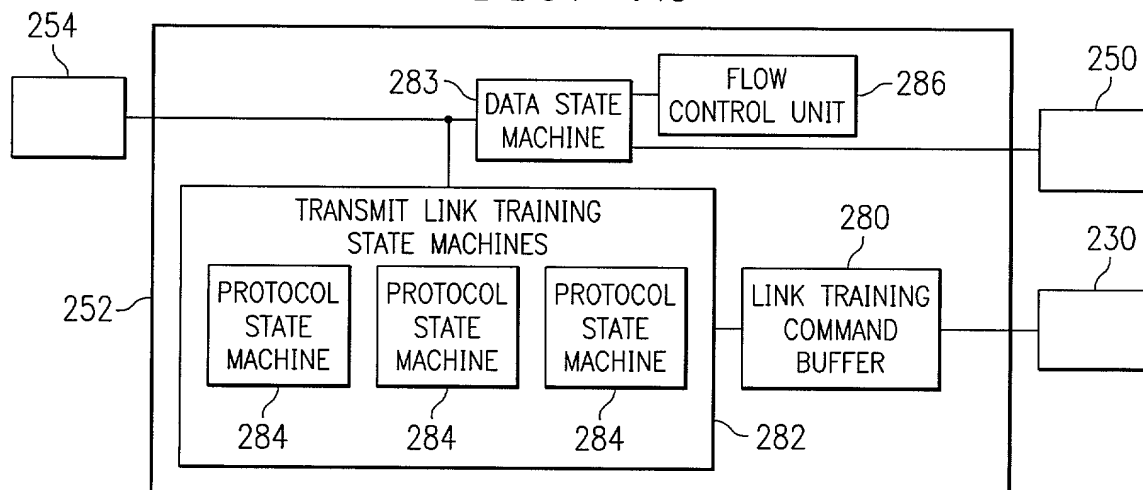 254
283
DATA STATE
MACHINE
FLOW
CONTROL UNIT
286
250
TRANSMIT LINK TRAINING
STATE MACHINES
280
230
252
PROTOCOL
STATE
MACHINE
PROTOCOL
STATE
MACHINE
PROTOCOL
STATE
MACHINE
LINK TRAINING
COMMAND
BUFFER
284
284
284
282